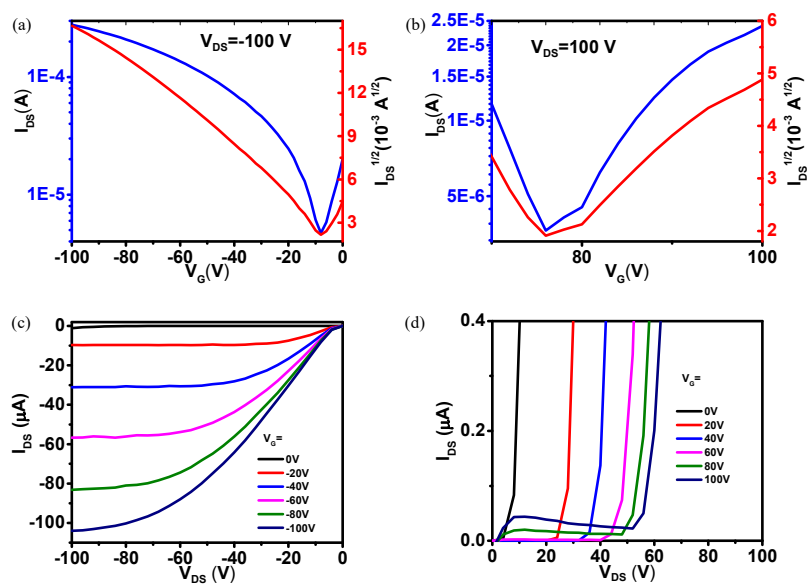 (a)
V_DS=-100 V
I_DS(A)
1E-4
1E-5
I_DS^1/2(10^-3 A^1/2)
15
12
9
6
3
-100 -80 -60 -40 -20 0
V_G(V)
(b)
V_DS=100 V
I_DS(A)
2.5E-5
1.5E-5
1E-5
5E-6
I_DS^1/2(10^-3 A^1/2)
6
5
4
3
2
80 100
V_G(V)
(c)
I_DS (μA)
0
-20
-40
-60
-80
-100
V_G=
0V
-20V
-40V
-60V
-80V
-100V
-100 -80 -60 -40 -20 0
V_DS(V)
(d)
I_DS (μA)
0.4
0.2
0.0
V_G=
0V
20V
40V
60V
80V
100V
0 20 40 60 80 100
V_DS(V)